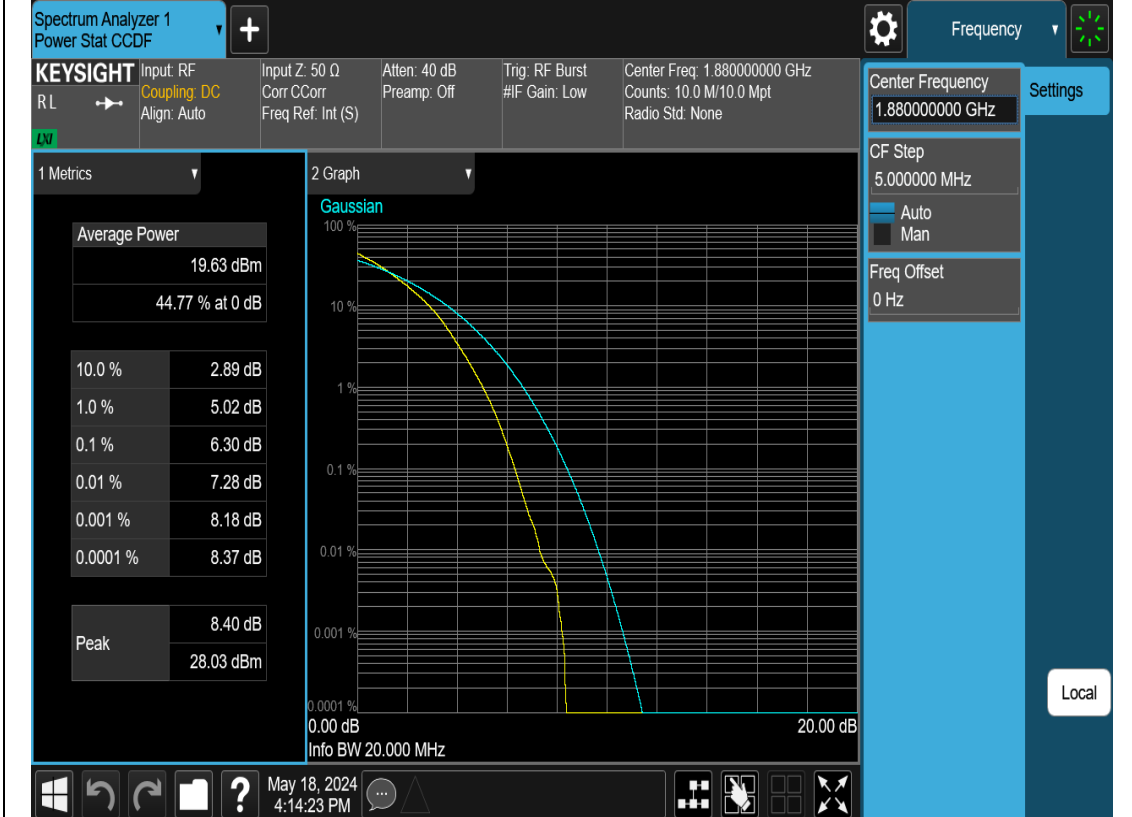 Spectrum Analyzer 1
Power Stat CCDF
+
Frequency
KEYSIGHT
RL
LXI
Input: RF
Coupling: DC
Align: Auto
Input Z: 50 Ω
Corr CCorr
Freq Ref: Int (S)
Atten: 40 dB
Preamp: Off
Trig: RF Burst
#IF Gain: Low
Center Freq: 1.880000000 GHz
Counts: 10.0 M/10.0 Mpt
Radio Std: None
Center Frequency
1.880000000 GHz
Settings
CF Step
5.000000 MHz
Auto
Man
Freq Offset
0 Hz
Local
1 Metrics
Average Power
19.63 dBm
44.77 % at 0 dB
10.0 % 2.89 dB
1.0 % 5.02 dB
0.1 % 6.30 dB
0.01 % 7.28 dB
0.001 % 8.18 dB
0.0001 % 8.37 dB
Peak
8.40 dB
28.03 dBm
2 Graph
Gaussian
100 %
10 %
1 %
0.1 %
0.01 %
0.001 %
0.0001 %
0.00 dB 20.00 dB
Info BW 20.000 MHz
?
May 18, 2024
4:14:23 PM